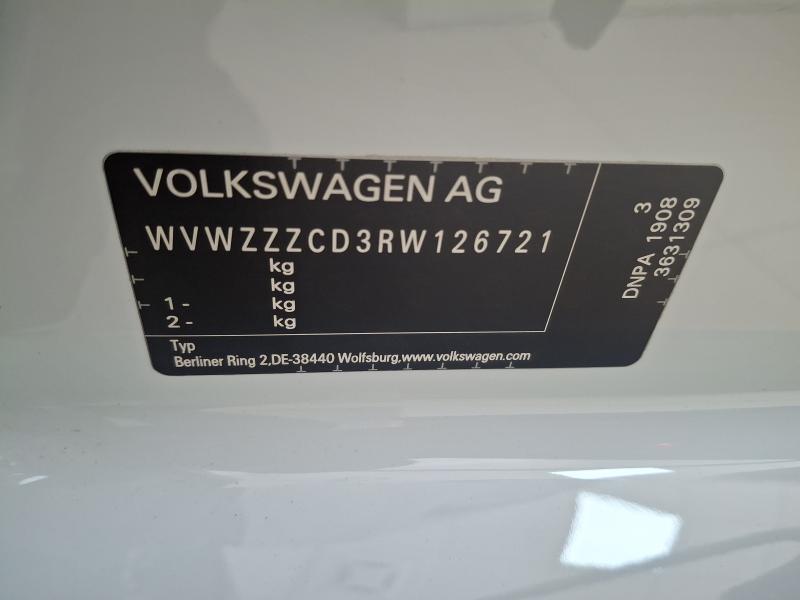 VOLKSWAGEN AG
WVWZZZCD3RW126721
kg
kg
1 - kg
2 - kg
Typ
Berliner Ring 2,DE-38440 Wolfsburg,www.volkswagen.com
3
DNPA 1908
3631309